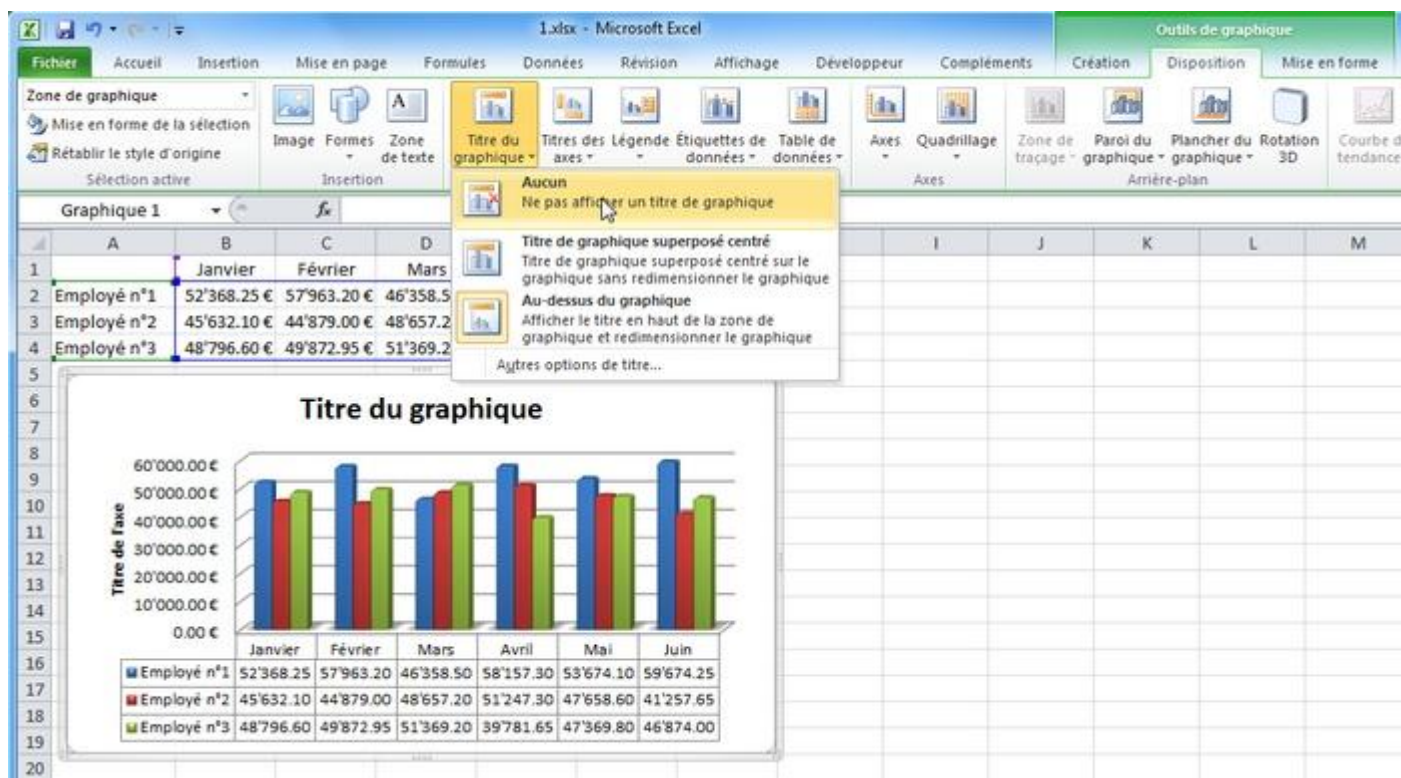 1.xlsx - Microsoft Excel
Outils de graphique
Fichier Accueil Insertion Mise en page Formules Données Révision Affichage Développeur Compléments Création Disposition Mise en forme
Zone de graphique
Mise en forme de la sélection
Rétablir le style d'origine
Sélection active
Image Formes Zone de texte
Insertion
Titre du graphique
Titres des axes
Légende
Étiquettes de données
Table de données
Axes Quadrillage
Axes
Zone de traçage
Paroi du graphique
Plancher du graphique
Rotation 3D
Arrière-plan
Courbe d
tendance
Aucun
Ne pas afficher un titre de graphique
Titre de graphique superposé centré
Titre de graphique superposé centré sur le
graphique sans redimensionner le graphique
Au-dessus du graphique
Afficher le titre en haut de la zone de
graphique et redimensionner le graphique
Autres options de titre...
Graphique 1 fx
A B C D I J K L M
1 Janvier Février Mars
2 Employé n°1 52'368.25 € 57'963.20 € 46'358.5
3 Employé n°2 45'632.10 € 44'879.00 € 48'657.2
4 Employé n°3 48'796.60 € 49'872.95 € 51'369.2
5
6
7
8
9
10
11
12
13
14
15
16
17
18
19
20
Titre du graphique
Titre de l'axe
60'000.00 €
50'000.00 €
40'000.00 €
30'000.00 €
20'000.00 €
10'000.00 €
0.00 €
Janvier Février Mars Avril Mai Juin
Employé n°1 52'368.25 57'963.20 46'358.50 58'157.30 53'674.10 59'674.25
Employé n°2 45'632.10 44'879.00 48'657.20 51'247.30 47'658.60 41'257.65
Employé n°3 48'796.60 49'872.95 51'369.20 39'781.65 47'369.80 46'874.00